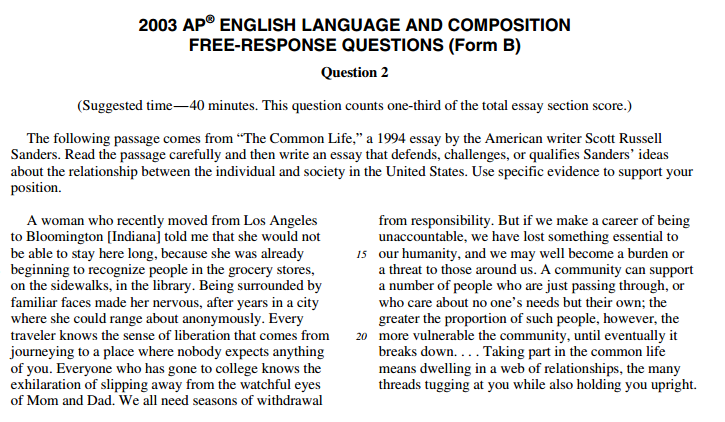 2003 AP® ENGLISH LANGUAGE AND COMPOSITION
FREE-RESPONSE QUESTIONS (Form B)
Question 2
(Suggested time—40 minutes. This question counts one-third of the total essay section score.)
The following passage comes from “The Common Life,” a 1994 essay by the American writer Scott Russell
Sanders. Read the passage carefully and then write an essay that defends, challenges, or qualifies Sanders’ ideas
about the relationship between the individual and society in the United States. Use specific evidence to support your
position.
A woman who recently moved from Los Angeles
to Bloomington [Indiana] told me that she would not
be able to stay here long, because she was already
beginning to recognize people in the grocery stores,
on the sidewalks, in the library. Being surrounded by
familiar faces made her nervous, after years in a city
where she could range about anonymously. Every
traveler knows the sense of liberation that comes from
journeying to a place where nobody expects anything
of you. Everyone who has gone to college knows the
exhilaration of slipping away from the watchful eyes
of Mom and Dad. We all need seasons of withdrawal
from responsibility. But if we make a career of being
unaccountable, we have lost something essential to
15 our humanity, and we may well become a burden or
a threat to those around us. A community can support
a number of people who are just passing through, or
who care about no one’s needs but their own; the
greater the proportion of such people, however, the
20 more vulnerable the community, until eventually it
breaks down. . . . Taking part in the common life
means dwelling in a web of relationships, the many
threads tugging at you while also holding you upright.